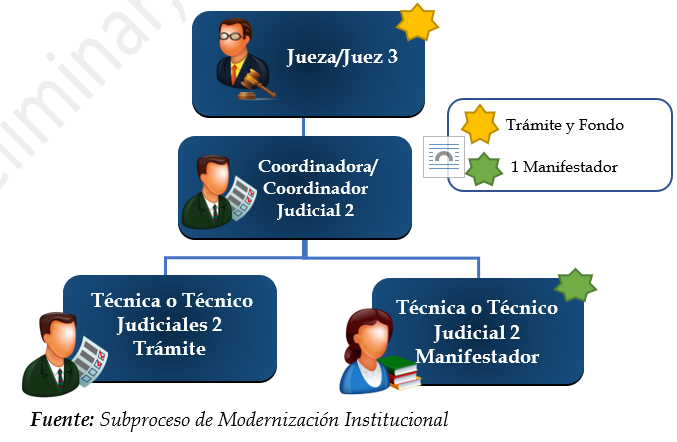 Jueza/Juez 3
Trámite y Fondo
1 Manifestador
Coordinadora/
Coordinador
Judicial 2
Técnica o Técnico
Judiciales 2
Trámite
Técnica o Técnico
Judicial 2
Manifestador
Fuente: Subproceso de Modernización Institucional